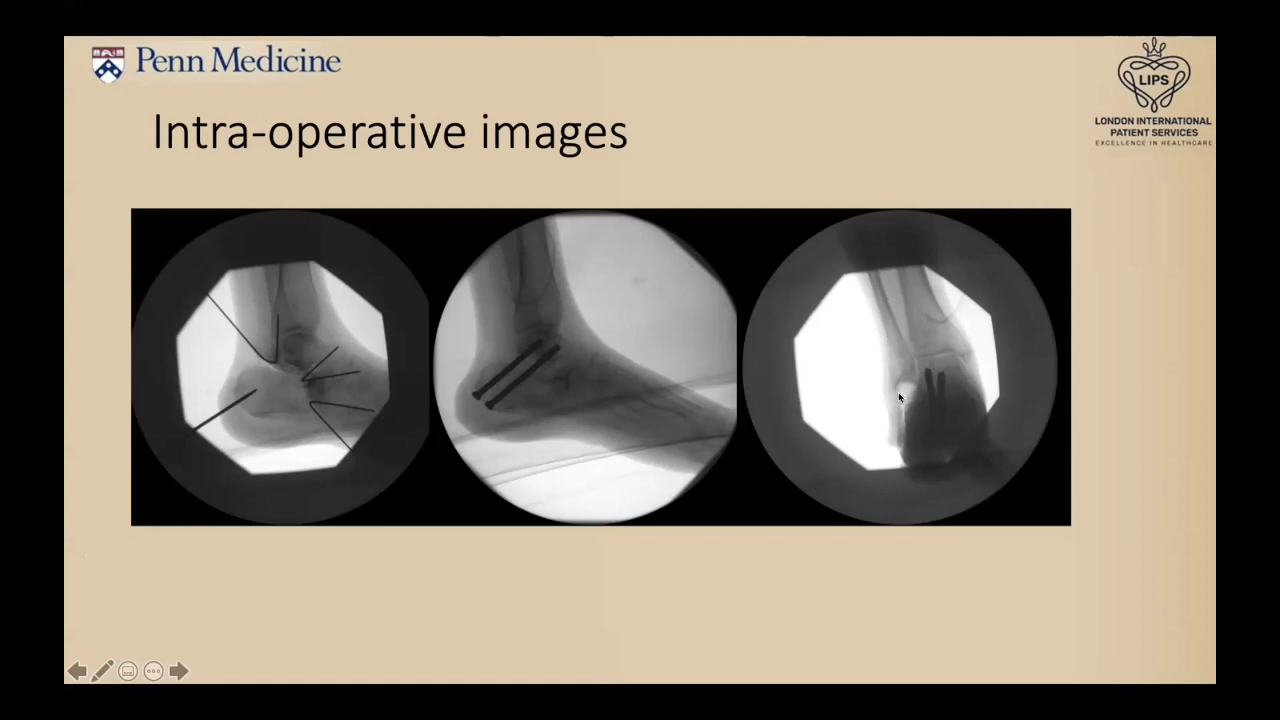 Penn Medicine
LIPS
LONDON INTERNATIONAL
PATIENT SERVICES
EXCELLENCE IN HEALTHCARE
Intra-operative images